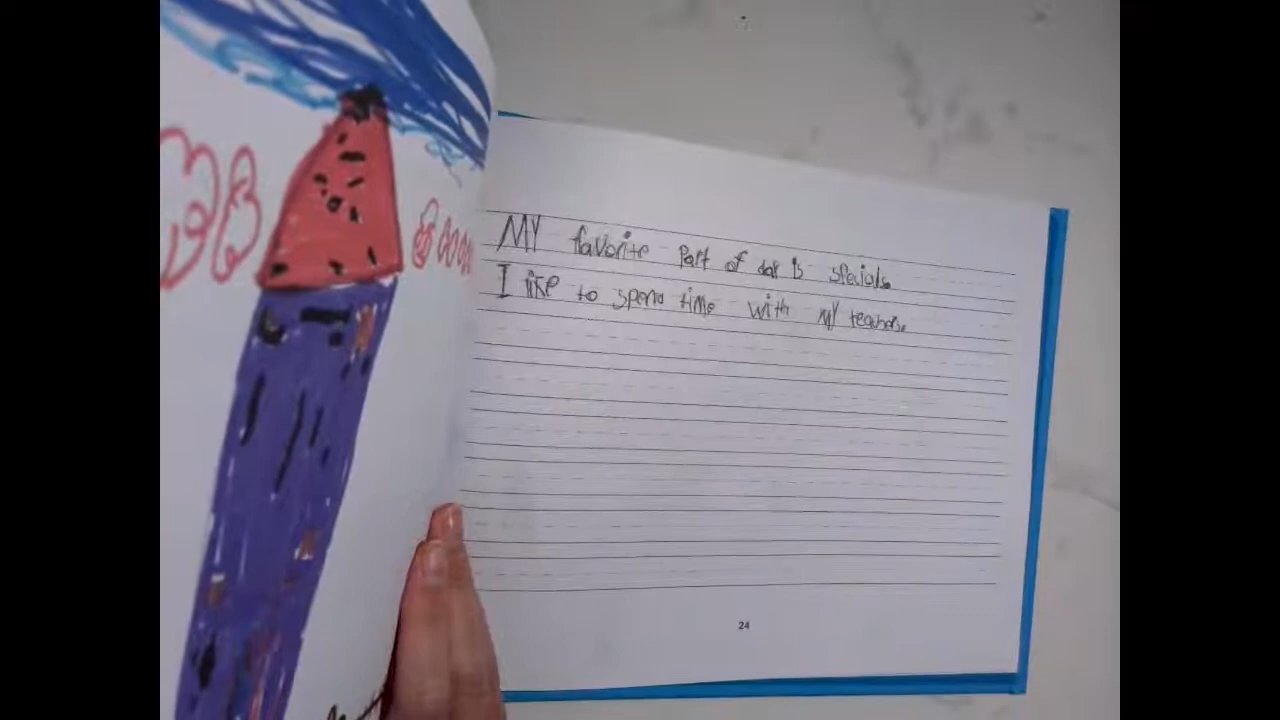 MY favorite Part of day is specials.
I like to spend time with MY teachers.
24